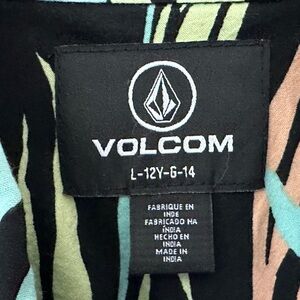 VOLCOM
L-12Y-G-14
FABRIQUE EN
INDE
FABRICADO NA
ÍNDIA
HECHO EN
INDIA
MADE IN
INDIA